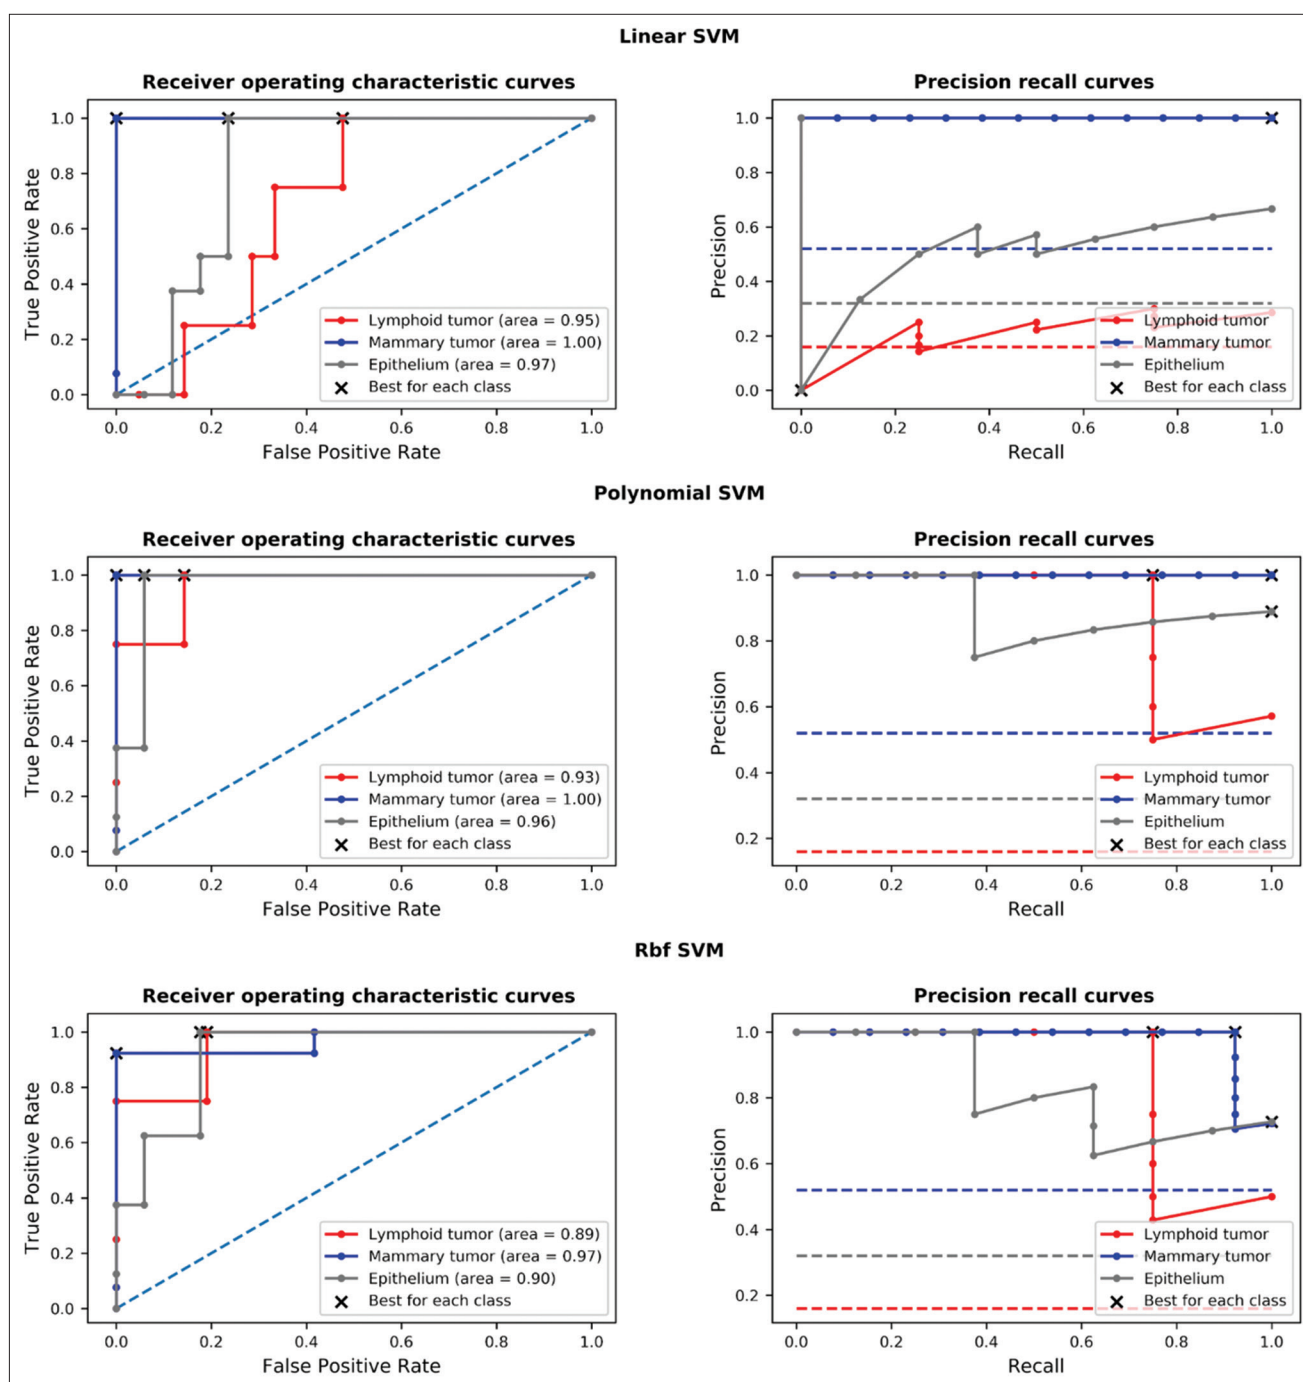 Linear SVM
Receiver operating characteristic curves
1.0
0.8
0.6
0.4
0.2
0.0
True Positive Rate
Lymphoid tumor (area = 0.95)
Mammary tumor (area = 1.00)
Epithelium (area = 0.97)
Best for each class
0.0 0.2 0.4 0.6 0.8 1.0
False Positive Rate
Precision recall curves
1.0
0.8
0.6
0.4
0.2
0.0
Precision
Lymphoid tumor
Mammary tumor
Epithelium
Best for each class
0.0 0.2 0.4 0.6 0.8 1.0
Recall
Polynomial SVM
Receiver operating characteristic curves
1.0
0.8
0.6
0.4
0.2
0.0
True Positive Rate
Lymphoid tumor (area = 0.93)
Mammary tumor (area = 1.00)
Epithelium (area = 0.96)
Best for each class
0.0 0.2 0.4 0.6 0.8 1.0
False Positive Rate
Precision recall curves
1.0
0.8
0.6
0.4
0.2
Precision
Lymphoid tumor
Mammary tumor
Epithelium
Best for each class
0.0 0.2 0.4 0.6 0.8 1.0
Recall
Rbf SVM
Receiver operating characteristic curves
1.0
0.8
0.6
0.4
0.2
0.0
True Positive Rate
Lymphoid tumor (area = 0.89)
Mammary tumor (area = 0.97)
Epithelium (area = 0.90)
Best for each class
0.0 0.2 0.4 0.6 0.8 1.0
False Positive Rate
Precision recall curves
1.0
0.8
0.6
0.4
0.2
Precision
Lymphoid tumor
Mammary tumor
Epithelium
Best for each class
0.0 0.2 0.4 0.6 0.8 1.0
Recall